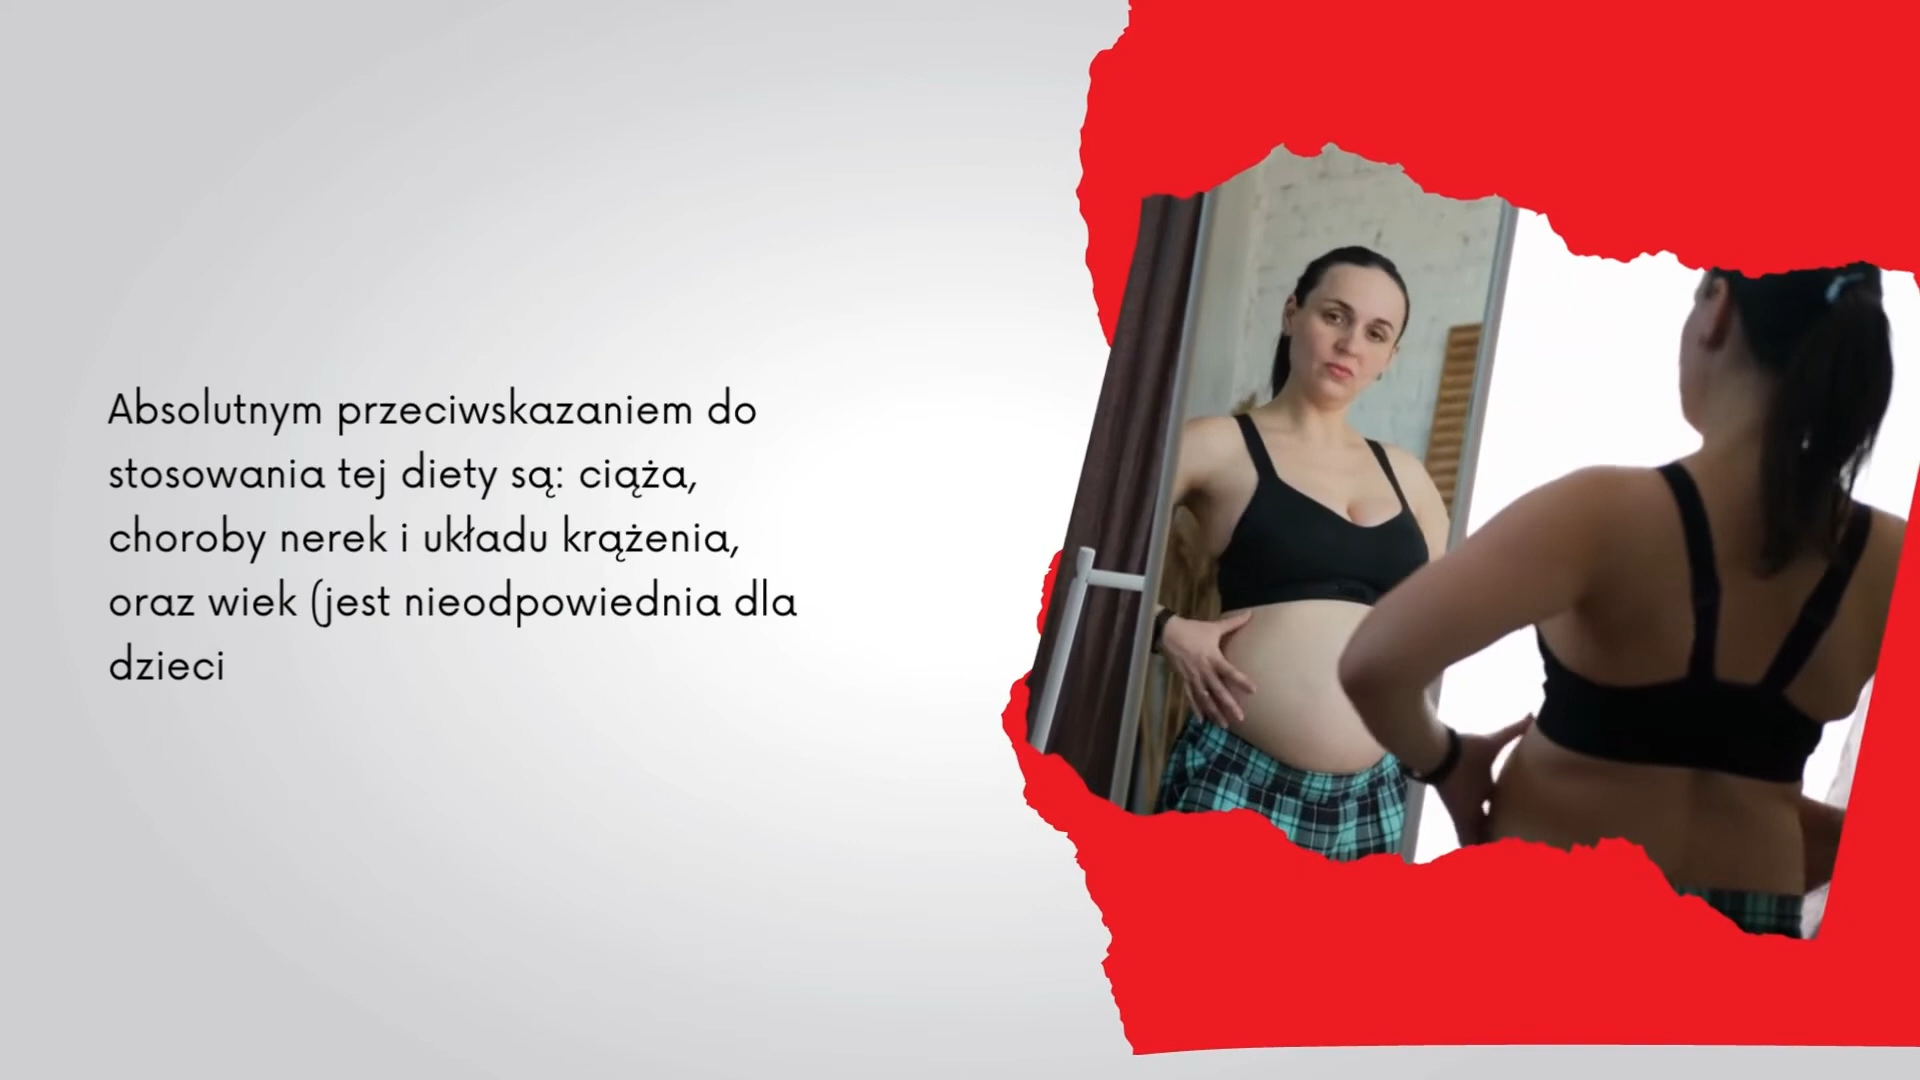 Absolutnym przeciwskazaniem do
stosowania tej diety są: ciąża,
choroby nerek i układu krążenia,
oraz wiek (jest nieodpowiednia dla
dzieci